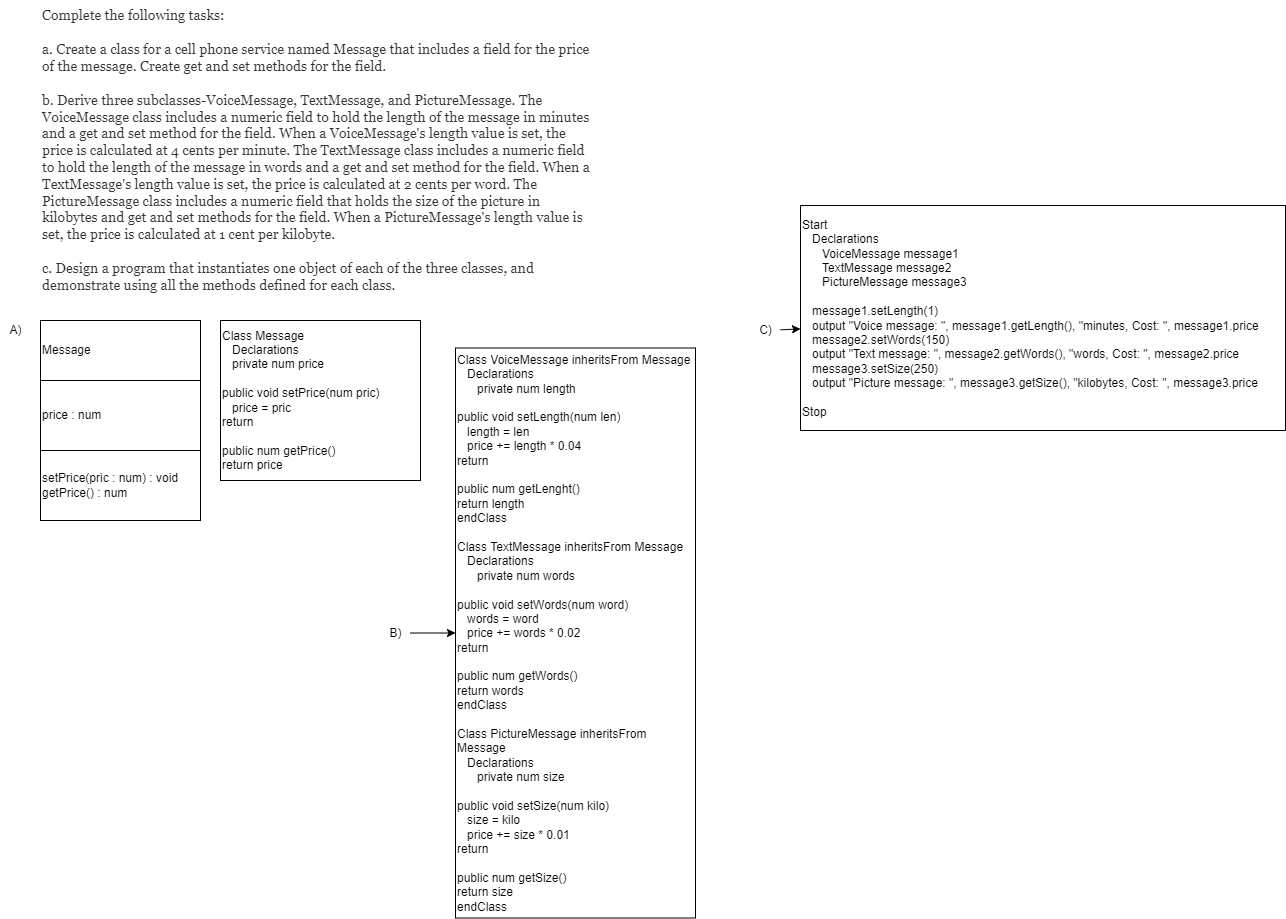 Complete the following tasks:
a. Create a class for a cell phone service named Message that includes a field for the price
of the message. Create get and set methods for the field.
b. Derive three subclasses-VoiceMessage, TextMessage, and PictureMessage. The
VoiceMessage class includes a numeric field to hold the length of the message in minutes
and a get and set method for the field. When a VoiceMessage's length value is set, the
price is calculated at 4 cents per minute. The TextMessage class includes a numeric field
to hold the length of the message in words and a get and set method for the field. When a
TextMessage's length value is set, the price is calculated at 2 cents per word. The
PictureMessage class includes a numeric field that holds the size of the picture in
kilobytes and get and set methods for the field. When a PictureMessage's length value is
set, the price is calculated at 1 cent per kilobyte.
c. Design a program that instantiates one object of each of the three classes, and
demonstrate using all the methods defined for each class.
A)
Message
price : num
setPrice(pric : num) : void
getPrice() : num
Class Message
Declarations
private num price
public void setPrice(num pric)
price = pric
return
public num getPrice()
return price
B)
Class VoiceMessage inheritsFrom Message
Declarations
private num length
public void setLength(num len)
length = len
price += length * 0.04
return
public num getLenght()
return length
endClass
Class TextMessage inheritsFrom Message
Declarations
private num words
public void setWords(num word)
words = word
price += words * 0.02
return
public num getWords()
return words
endClass
Class PictureMessage inheritsFrom
Message
Declarations
private num size
public void setSize(num kilo)
size = kilo
price += size * 0.01
return
public num getSize()
return size
endClass
C)
Start
Declarations
VoiceMessage message1
TextMessage message2
PictureMessage message3
message1.setLength(1)
output "Voice message: ", message1.getLength(), "minutes, Cost: ", message1.price
message2.setWords(150)
output "Text message: ", message2.getWords(), "words, Cost: ", message2.price
message3.setSize(250)
output "Picture message: ", message3.getSize(), "kilobytes, Cost: ", message3.price
Stop